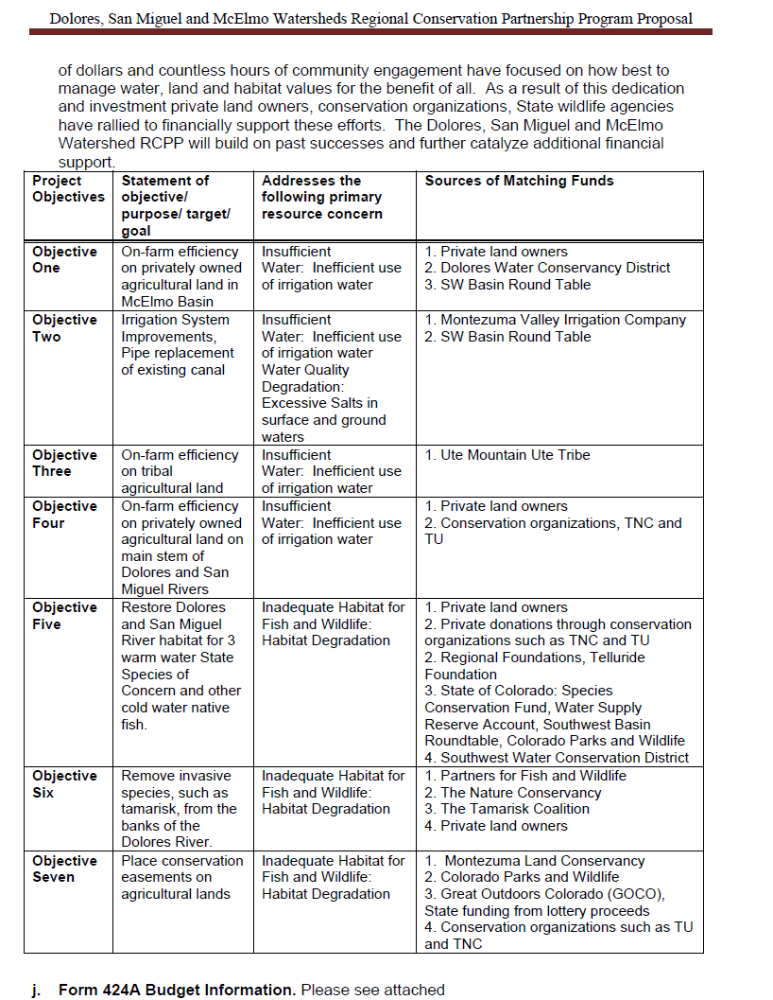 Dolores, San Miguel and McElmo Watersheds Regional Conservation Partnership Program Proposal
of dollars and countless hours of community engagement have focused on how best to
manage water, land and habitat values for the benefit of all.  As a result of this dedication
and investment private land owners, conservation organizations, State wildlife agencies
have rallied to financially support these efforts.  The Dolores, San Miguel and McElmo
Watershed RCPP will build on past successes and further catalyze additional financial
support.
Project
Objectives
Statement of
objective/
purpose/ target/
goal
Addresses the
following primary
resource concern
Sources of Matching Funds
Objective
One
On-farm efficiency
on privately owned
agricultural land in
McElmo Basin
Insufficient
Water:  Inefficient use
of irrigation water
1. Private land owners
2. Dolores Water Conservancy District
3. SW Basin Round Table
Objective
Two
Irrigation System
Improvements,
Pipe replacement
of existing canal
Insufficient
Water:  Inefficient use
of irrigation water
Water Quality
Degradation:
Excessive Salts in
surface and ground
waters
1. Montezuma Valley Irrigation Company
2. SW Basin Round Table
Objective
Three
On-farm efficiency
on tribal
agricultural land
Insufficient
Water:  Inefficient use
of irrigation water
1. Ute Mountain Ute Tribe
Objective
Four
On-farm efficiency
on privately owned
agricultural land on
main stem of
Dolores and San
Miguel Rivers
Insufficient
Water:  Inefficient use
of irrigation water
1. Private land owners
2. Conservation organizations, TNC and
TU
Objective
Five
Restore Dolores
and San Miguel
River habitat for 3
warm water State
Species of
Concern and other
cold water native
fish.
Inadequate Habitat for
Fish and Wildlife:
Habitat Degradation
1. Private land owners
2. Private donations through conservation
organizations such as TNC and TU
2. Regional Foundations, Telluride
Foundation
3. State of Colorado: Species
Conservation Fund, Water Supply
Reserve Account, Southwest Basin
Roundtable, Colorado Parks and Wildlife
4. Southwest Water Conservation District
Objective
Six
Remove invasive
species, such as
tamarisk, from the
banks of the
Dolores River.
Inadequate Habitat for
Fish and Wildlife:
Habitat Degradation
1. Partners for Fish and Wildlife
2. The Nature Conservancy
3. The Tamarisk Coalition
4. Private land owners
Objective
Seven
Place conservation
easements on
agricultural lands
Inadequate Habitat for
Fish and Wildlife:
Habitat Degradation
1.  Montezuma Land Conservancy
2. Colorado Parks and Wildlife
3. Great Outdoors Colorado (GOCO),
State funding from lottery proceeds
4. Conservation organizations such as TU
and TNC
j. Form 424A Budget Information. Please see attached